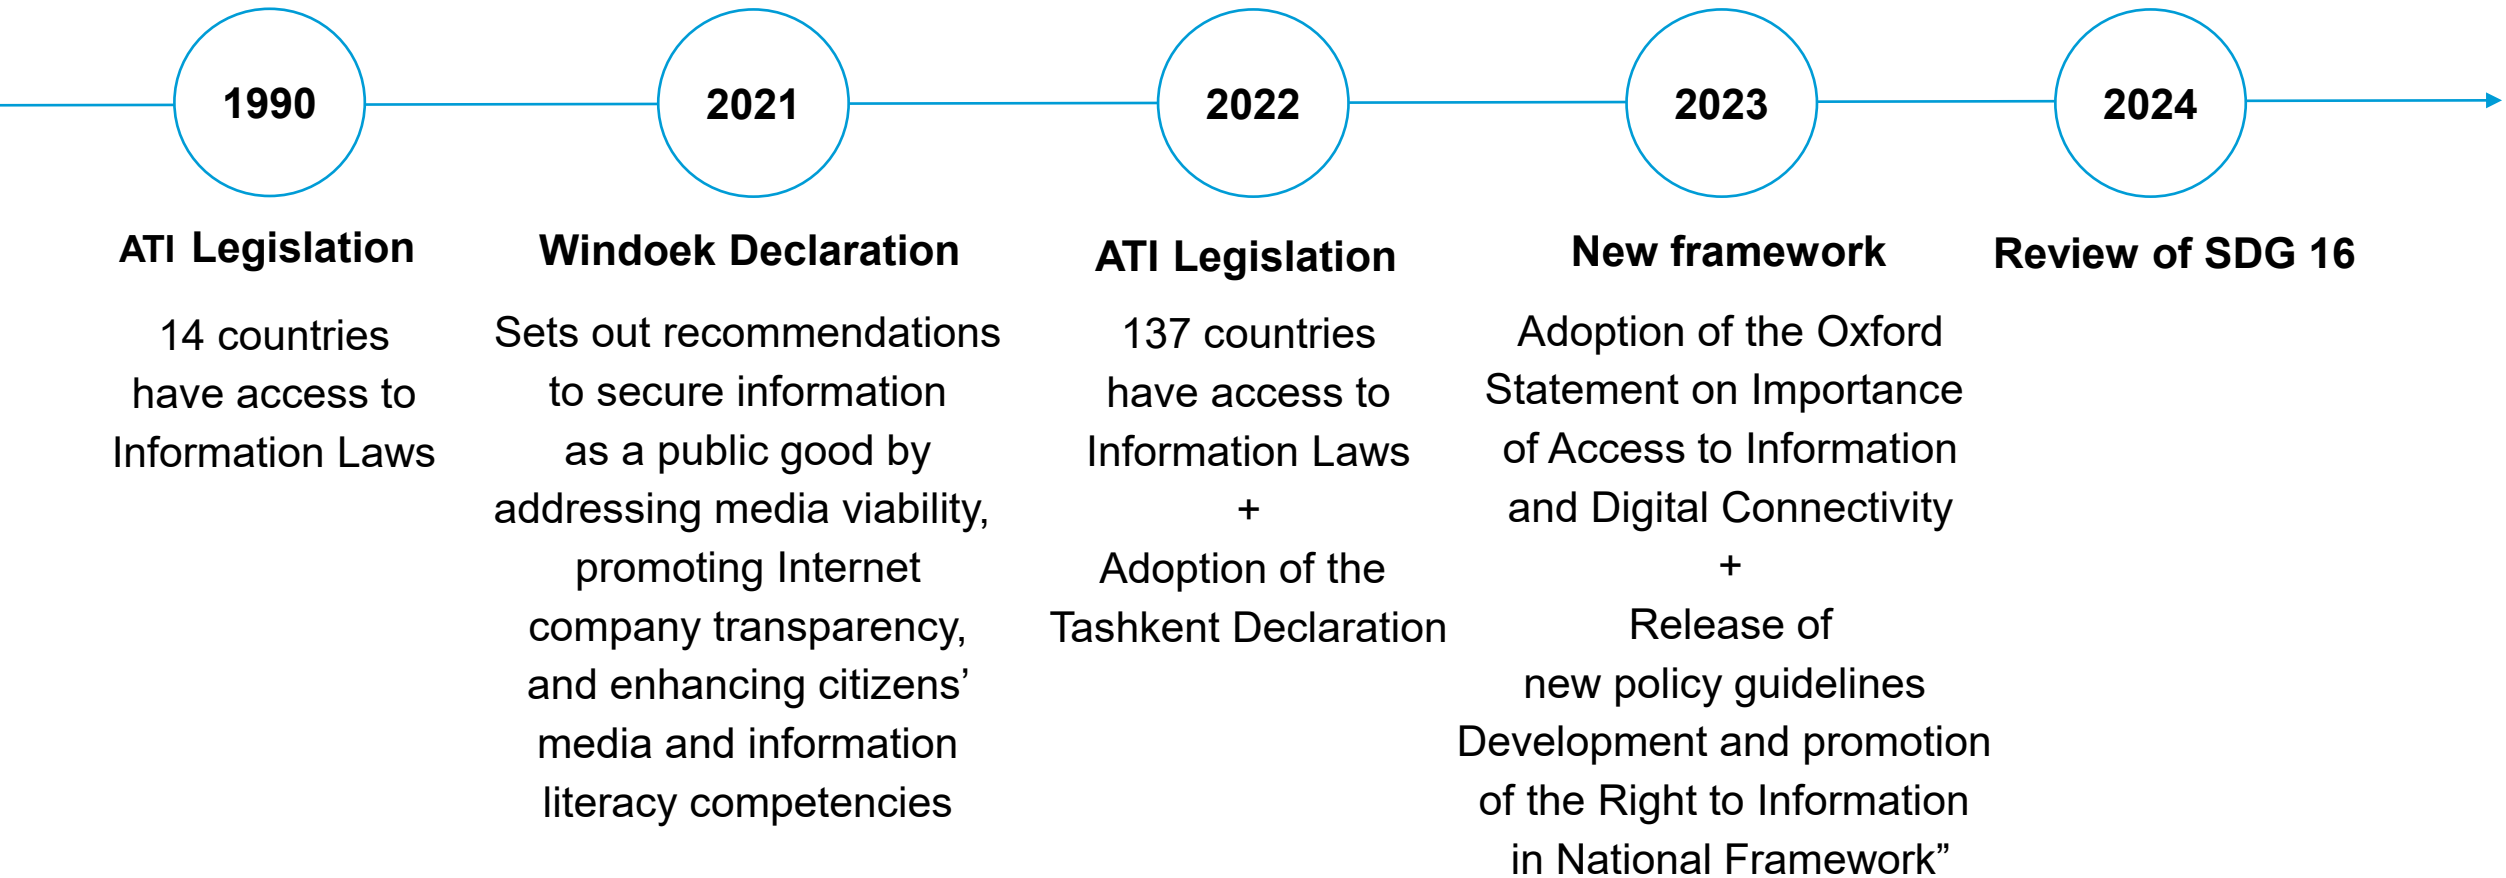 1990
ATI Legislation
14 countries
have access to
Information Laws
2021
Windoek Declaration
Sets out recommendations
to secure information
as a public good by
addressing media viability,
promoting Internet
company transparency,
and enhancing citizens’
media and information
literacy competencies
2022
ATI Legislation
137 countries
have access to
Information Laws
+
Adoption of the
Tashkent Declaration
2023
New framework
Adoption of the Oxford
Statement on Importance
of Access to Information
and Digital Connectivity
+
Release of
new policy guidelines
Development and promotion
of the Right to Information
in National Framework”
2024
Review of SDG 16